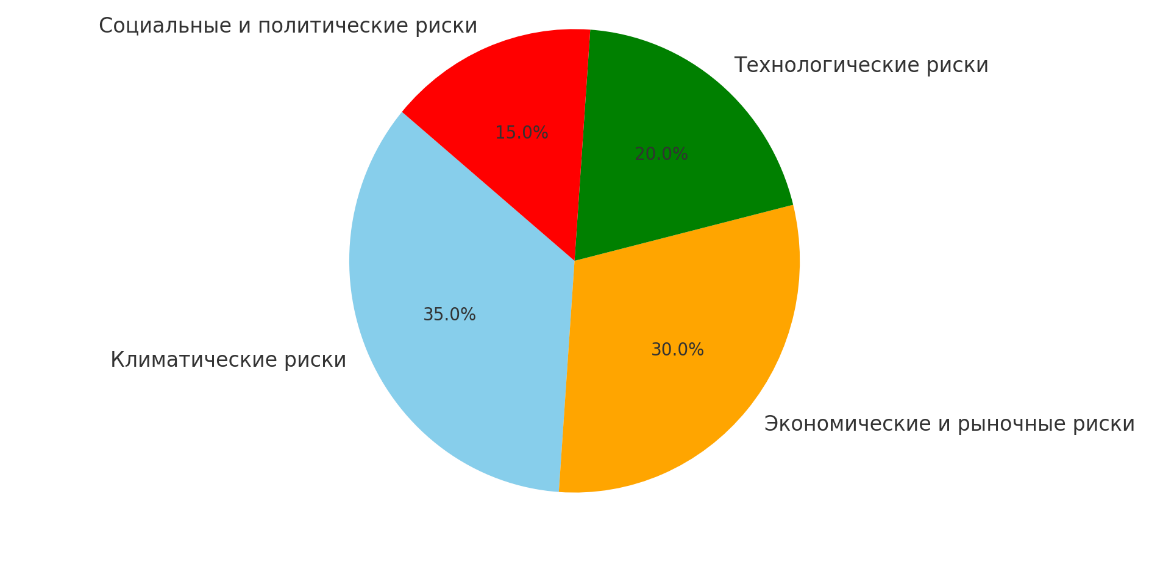 Социальные и политические риски
Технологические риски
15.0%
20.0%
35.0%
30.0%
Климатические риски
Экономические и рыночные риски